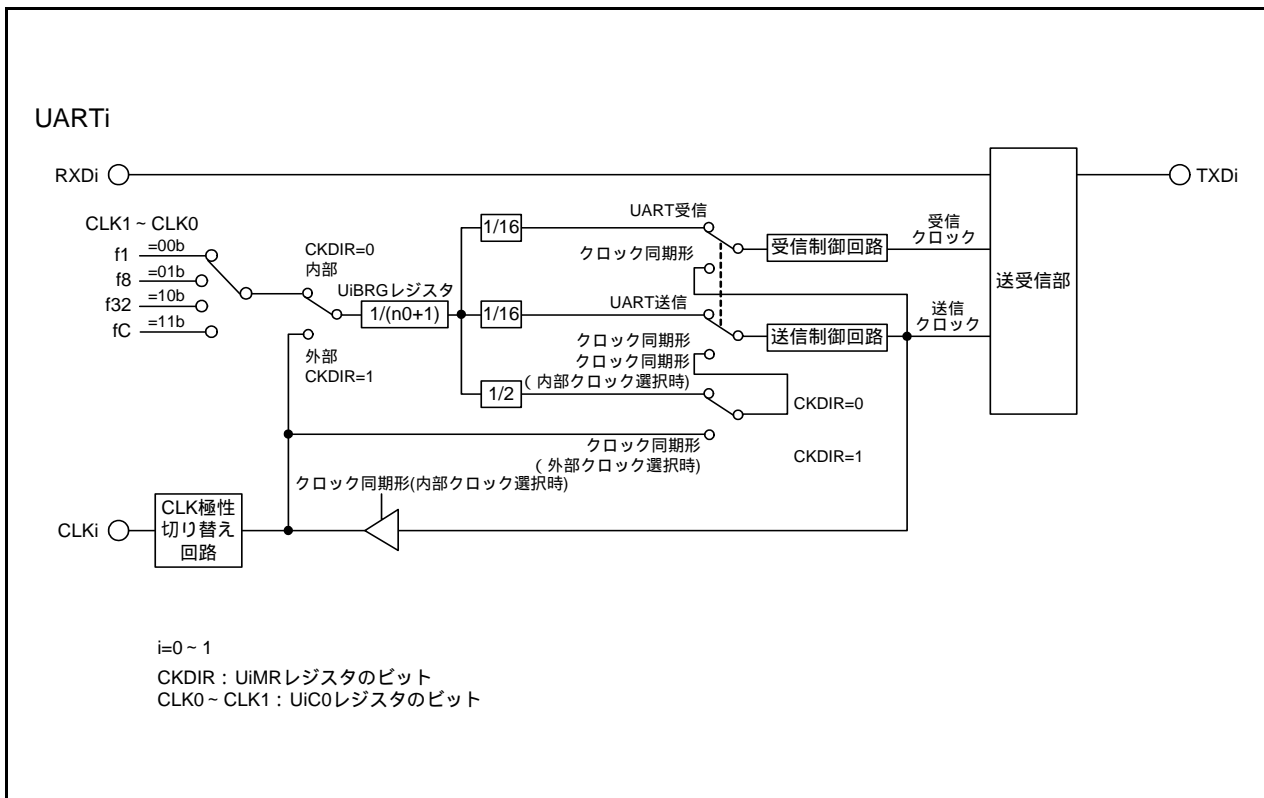 UARTi
RXDi
TXDi
CLK1 ~ CLK0
f1
=00b
f8
=01b
f32
=10b
fC
=11b
CKDIR=0
内部
外部
CKDIR=1
UiBRGレジスタ
1/(n0+1)
1/16
UART受信
クロック同期形
受信制御回路
受信
クロック
1/16
UART送信
クロック同期形
送信制御回路
送信
クロック
送受信部
クロック同期形
(内部クロック選択時)
1/2
CKDIR=0
クロック同期形
(外部クロック選択時)
CKDIR=1
クロック同期形(内部クロック選択時)
CLKi
CLK極性
切り替え
回路
i=0 ~ 1
CKDIR : UiMRレジスタのビット
CLK0 ~ CLK1 : UiC0レジスタのビット